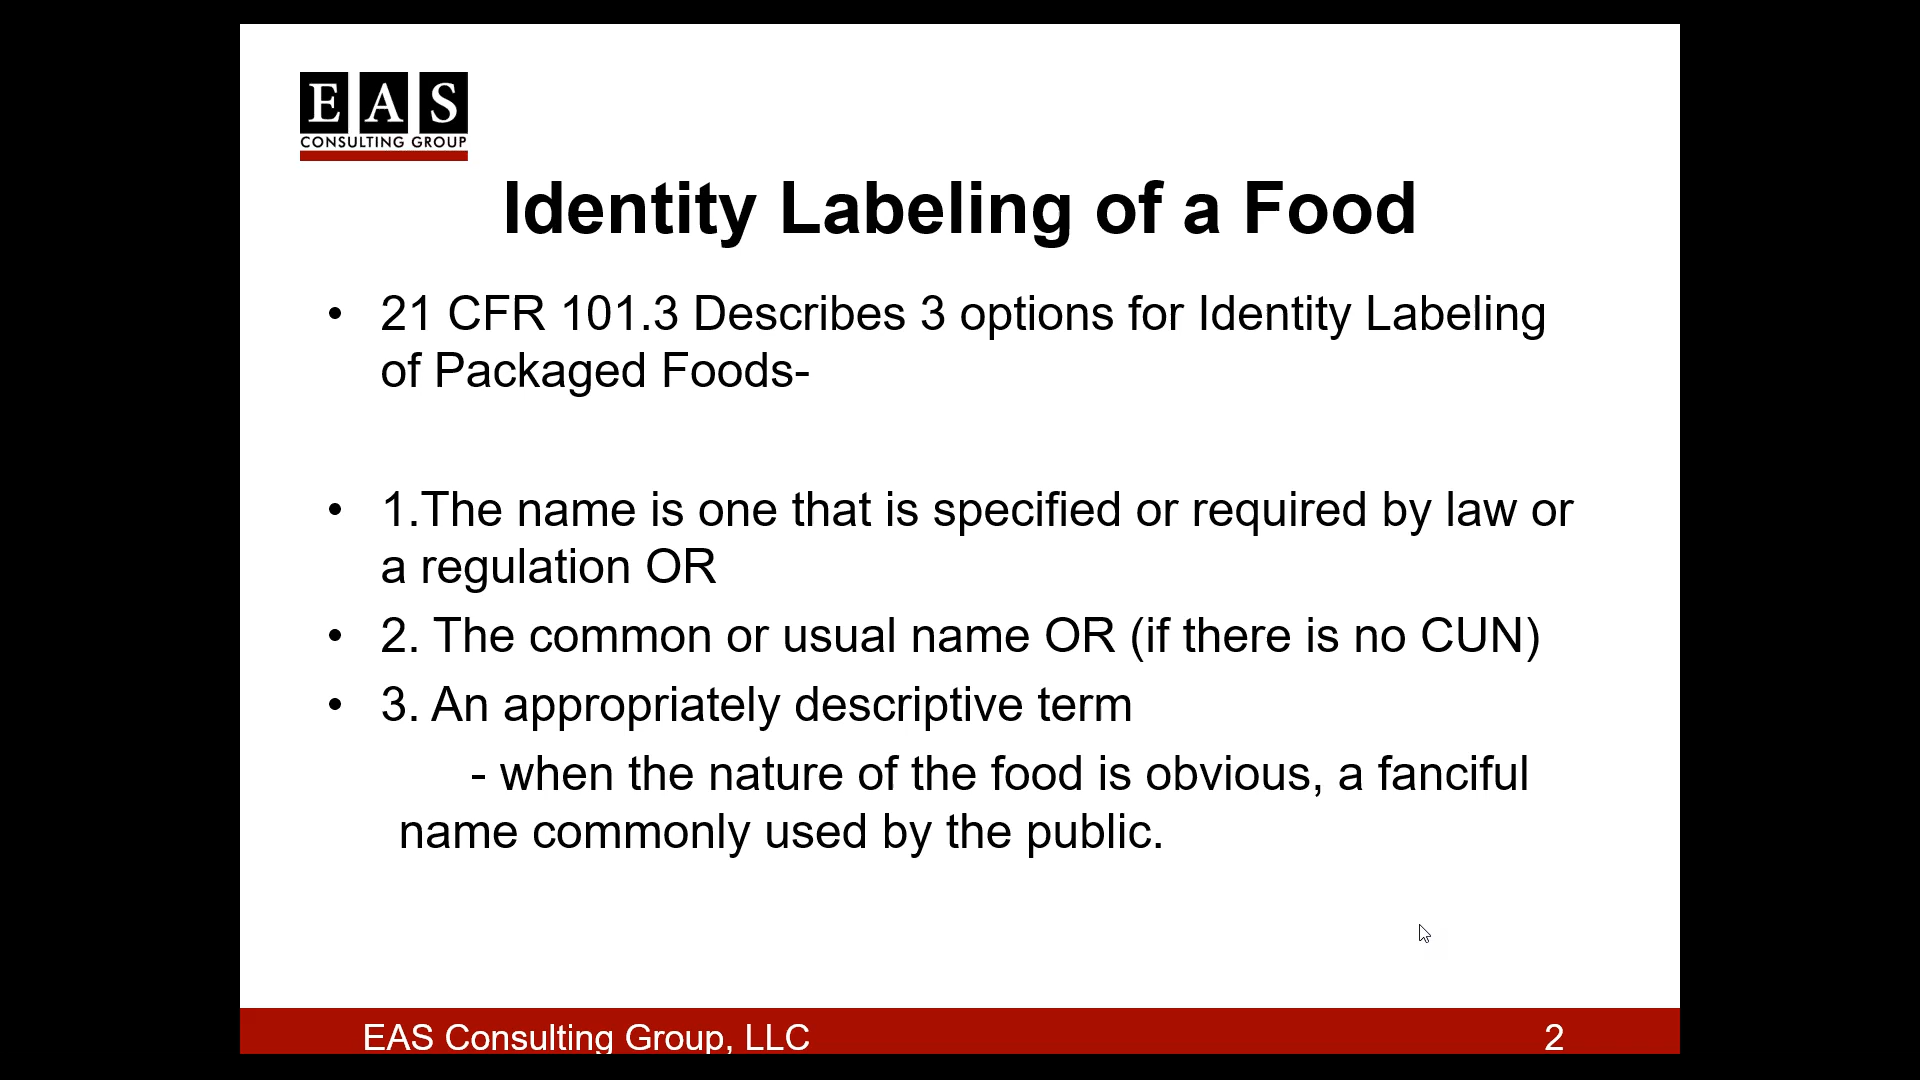 E A S
CONSULTING GROUP
Identity Labeling of a Food
• 21 CFR 101.3 Describes 3 options for Identity Labeling
of Packaged Foods-
• 1.The name is one that is specified or required by law or
a regulation OR
• 2. The common or usual name OR (if there is no CUN)
• 3. An appropriately descriptive term
- when the nature of the food is obvious, a fanciful
name commonly used by the public.
EAS Consulting Group, LLC
2